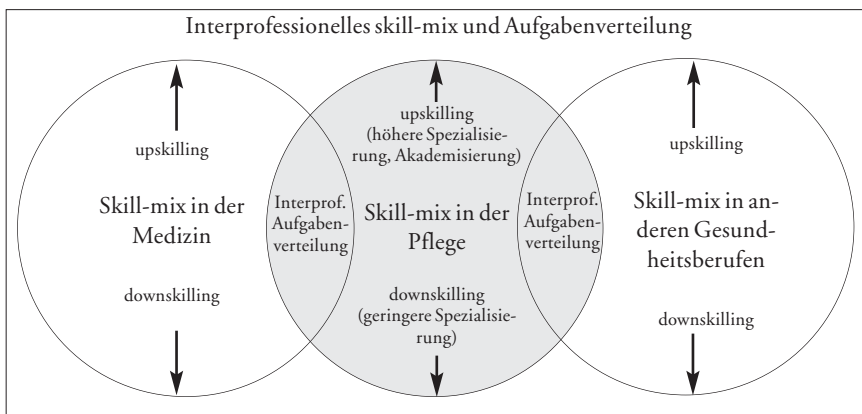 Interprofessionelles skill-mix und Aufgabenverteilung
upskilling
Skill-mix in der
Medizin
downskilling
Interprof.
Aufgaben-
verteilung
upskilling
(höhere Spezialisie-
rung, Akademisierung)
Skill-mix in der
Pflege
downskilling
(geringere Spezialisie-
rung)
Interprof.
Aufgaben-
verteilung
upskilling
Skill-mix in an-
deren Gesund-
heitsberufen
downskilling